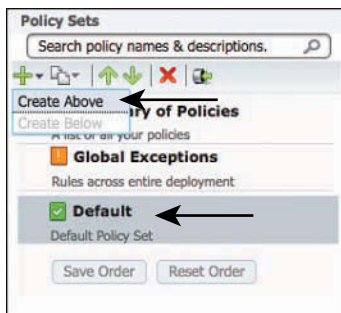 Policy Sets
Search policy names & descriptions.
Create Above
ry of Policies
Create Below
A list of all your policies
Global Exceptions
Rules across entire deployment
Default
Default Policy Set
Save Order
Reset Order